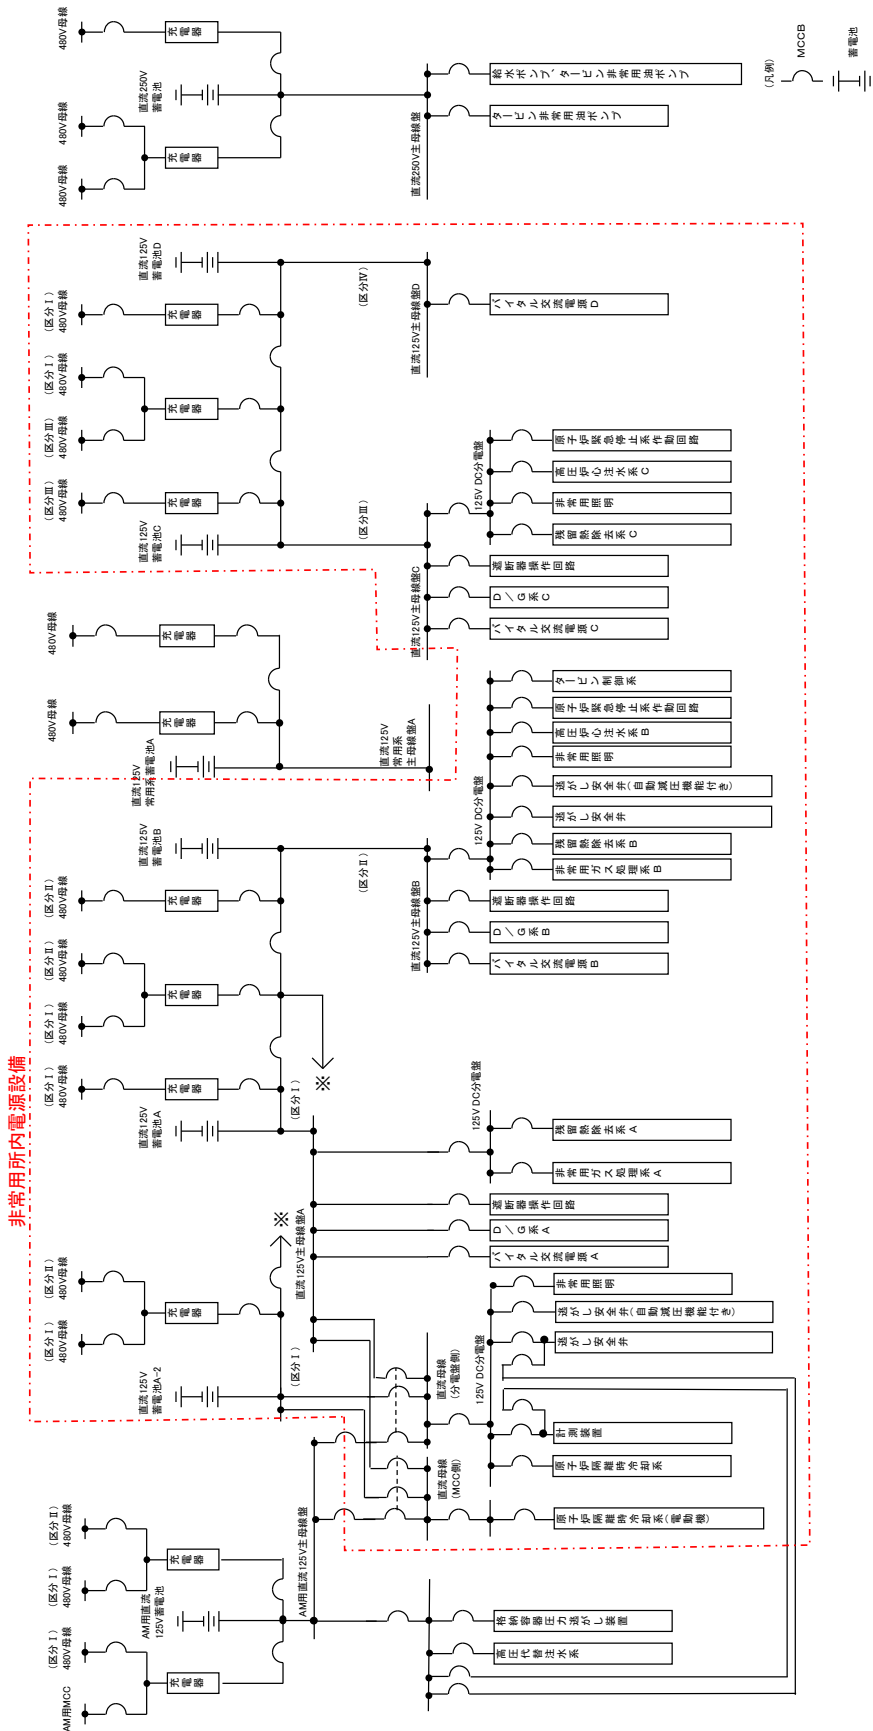 非常用所内電源設備
(区分Ⅱ)
480V母線
(区分Ⅰ)
480V母線
(区分Ⅰ)
480V母線
AM用MCC
充電器
充電器
AM用直流
125V蓄電池
AM用直流125V主母線盤
格納容器圧力逃がし装置
高圧代替注水系
(区分Ⅱ)
480V母線
(区分Ⅰ)
480V母線
充電器
直流125V
蓄電池A-2
※
(区分Ⅰ)
直流母線
(分電盤側)
直流母線
(MCC側)
125V DC分電盤
非常用照明
逃がし安全弁(自動減圧機能付き)
逃がし安全弁
計測装置
原子炉隔離時冷却系
原子炉隔離時冷却系(電動機)
(区分Ⅱ)
480V母線
(区分Ⅱ)
480V母線
(区分Ⅰ)
480V母線
(区分Ⅰ)
480V母線
充電器
充電器
充電器
直流125V
蓄電池B
直流125V
蓄電池A
※
(区分Ⅰ)
(区分Ⅱ)
直流125V主母線盤A
125V DC分電盤
残留熱除去系A
非常用ガス処理系A
遮断器操作回路
D/G系A
バイタル交流電源A
直流125V主母線盤B
125V DC分電盤
タービン制御系
原子炉緊急停止系作動回路
高圧炉心注水系B
非常用照明
逃がし安全弁(自動減圧機能付き)
逃がし安全弁
残留熱除去系B
非常用ガス処理系B
遮断器操作回路
D/G系B
バイタル交流電源B
480V母線
480V母線
充電器
充電器
直流125V
常用系蓄電池A
直流125V
常用系
主母線盤A
(区分Ⅰ)
480V母線
(区分Ⅰ)
480V母線
(区分Ⅲ)
480V母線
(区分Ⅲ)
480V母線
充電器
充電器
充電器
直流125V
蓄電池D
直流125V
蓄電池C
(区分Ⅳ)
(区分Ⅲ)
直流125V主母線盤D
バイタル交流電源D
直流125V主母線盤C
125V DC分電盤
原子炉緊急停止系作動回路
高圧炉心注水系C
非常用照明
残留熱除去系C
遮断器操作回路
D/G系C
バイタル交流電源C
480V母線
480V母線
480V母線
充電器
充電器
直流250V
蓄電池
直流250V主母線盤
給水ポンプ、タービン非常用油ポンプ
タービン非常用油ポンプ
(凡例)
MCCB
蓄電池